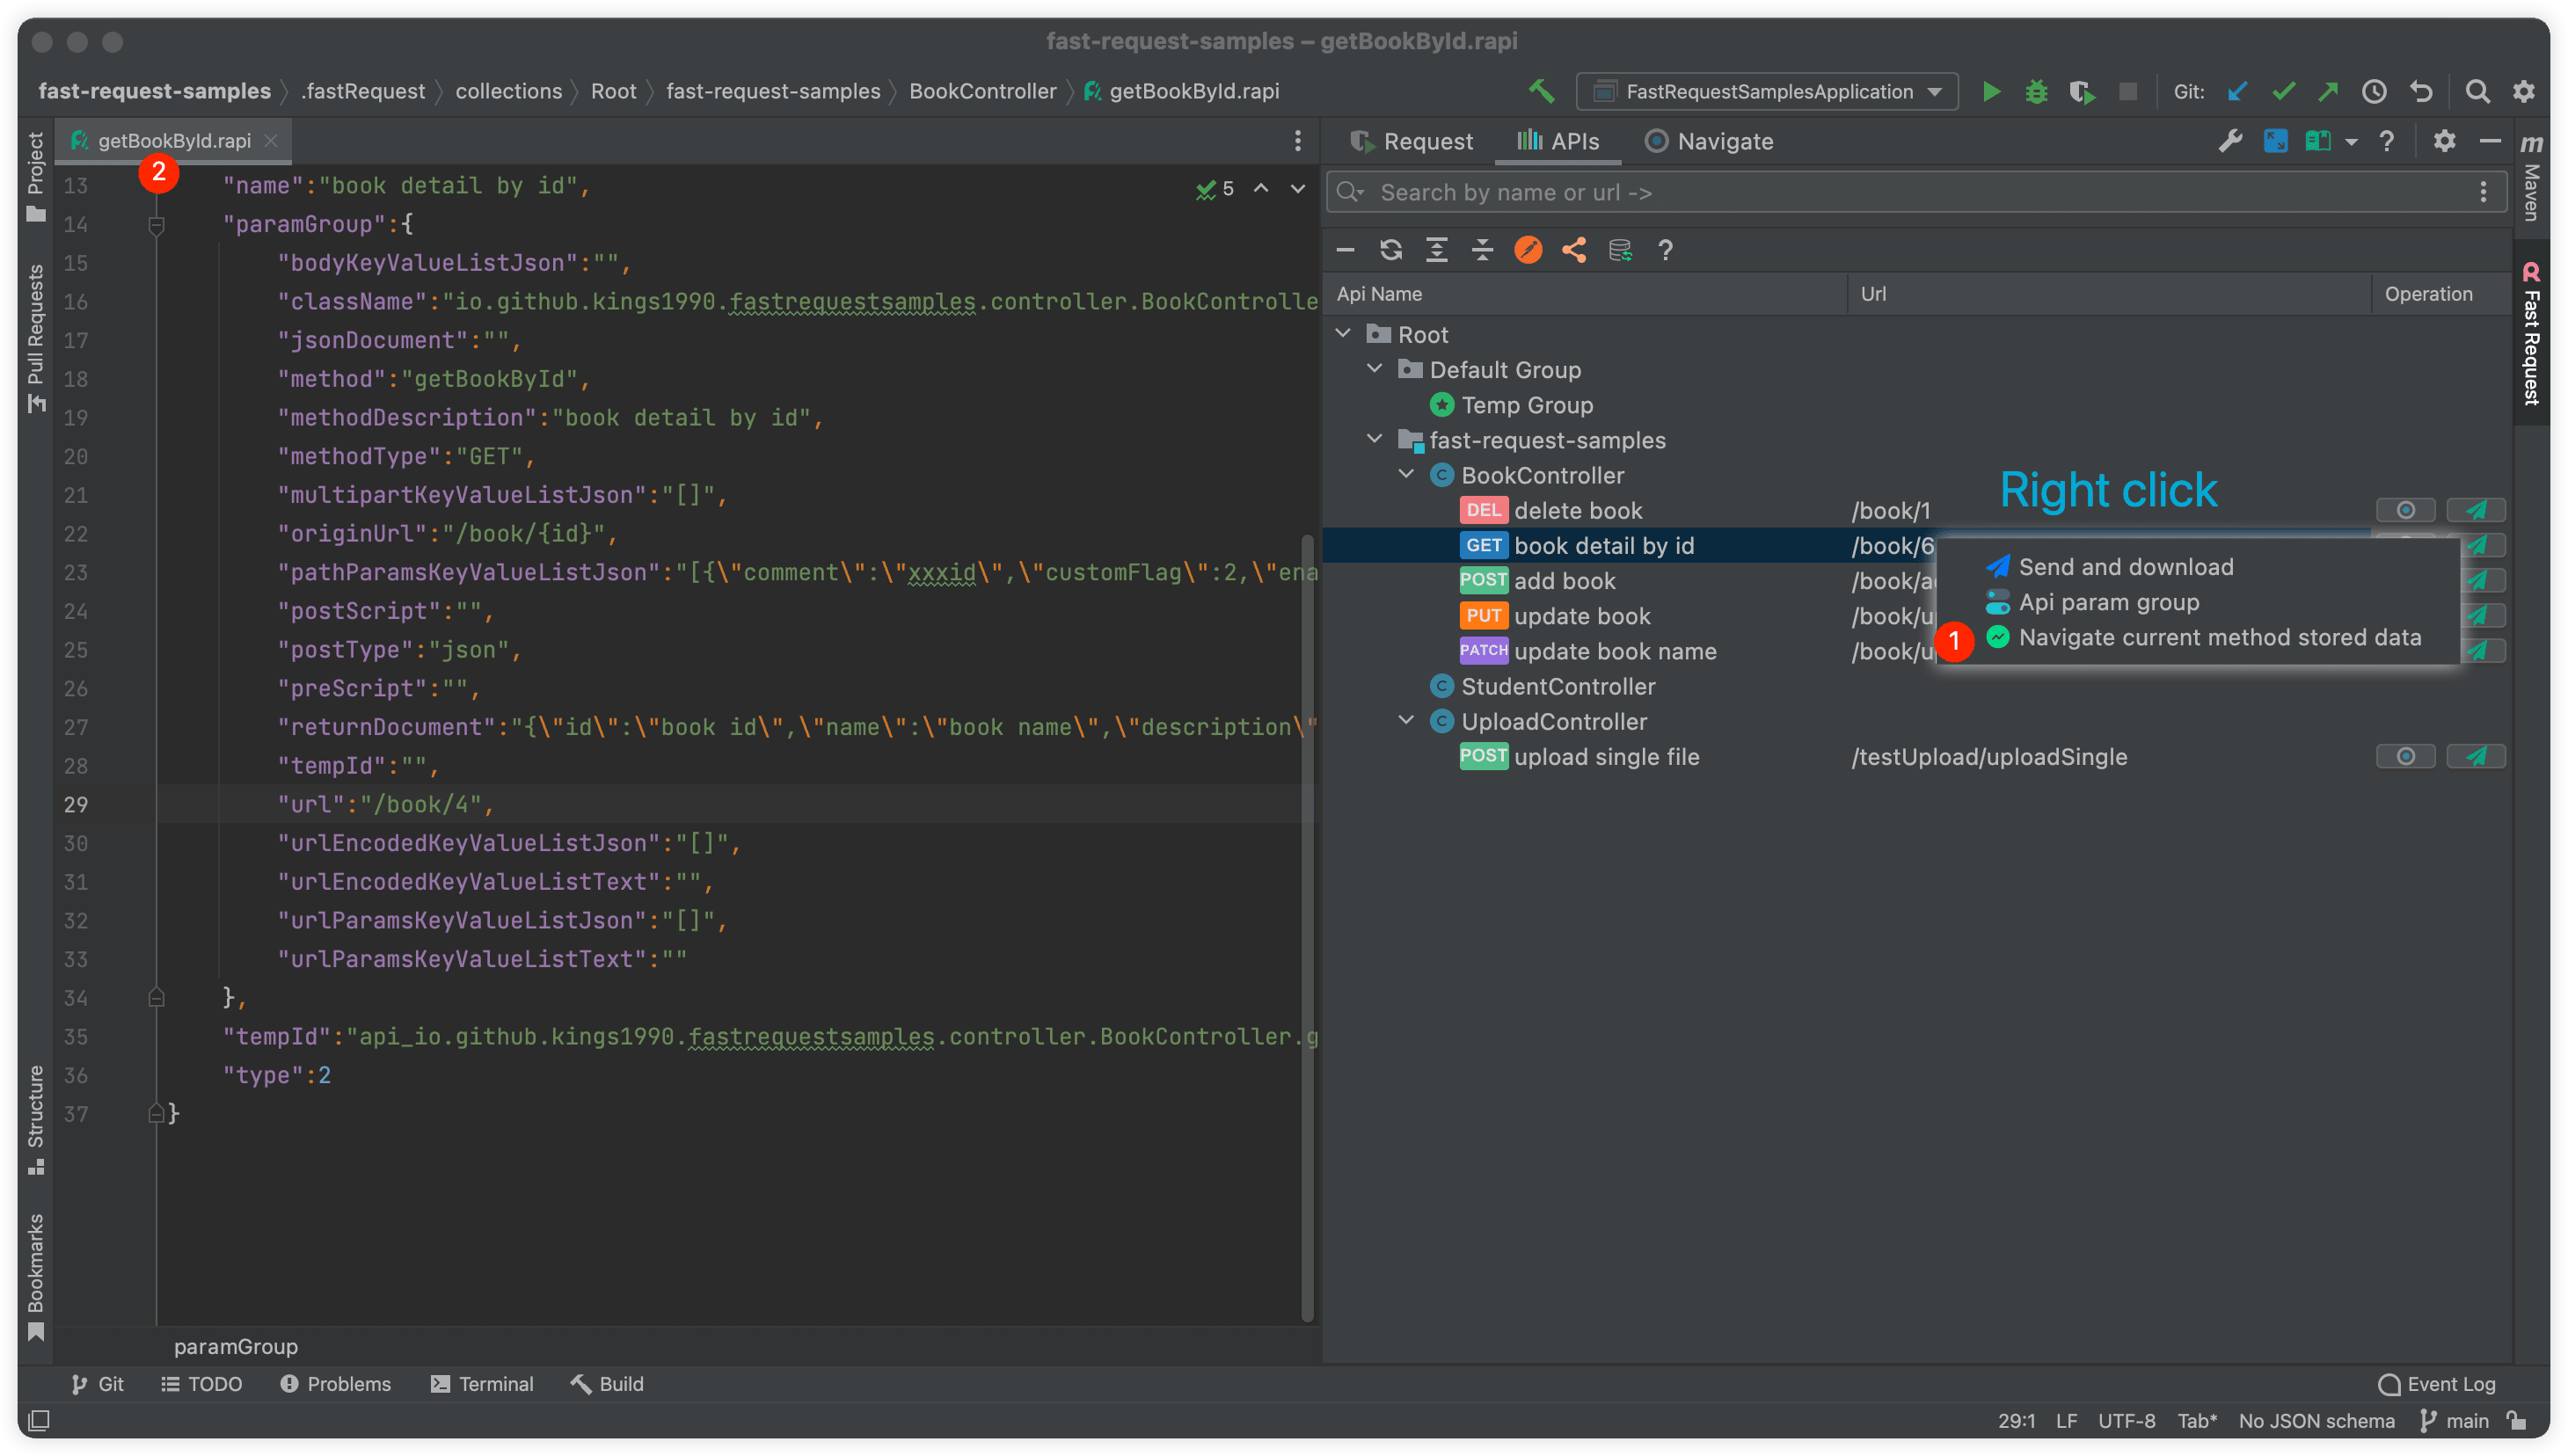 fast-request-samples – getBookById.rapi
fast-request-samples .fastRequest collections Root fast-request-samples BookController getBookById.rapi
FastRequestSamplesApplication
Git:
getBookById.rapi
2
Project
Pull Requests
Structure
Bookmarks
5
13 "name":"book detail by id",
14 "paramGroup":{
15 "bodyKeyValueListJson":"",
16 "className":"io.github.kings1990.fastrequestsamples.controller.BookControlle
17 "jsonDocument":"",
18 "method":"getBookById",
19 "methodDescription":"book detail by id",
20 "methodType":"GET",
21 "multipartKeyValueListJson":"[]",
22 "originUrl":"/book/{id}",
23 "pathParamsKeyValueListJson":"[{\"comment\":\"xxxid\",\"customFlag\":2,\"ena
24 "postScript":"",
25 "postType":"json",
26 "preScript":"",
27 "returnDocument":"{\"id\":\"book id\",\"name\":\"book name\",\"description\"
28 "tempId":"",
29 "url":"/book/4",
30 "urlEncodedKeyValueListJson":"[]",
31 "urlEncodedKeyValueListText":"",
32 "urlParamsKeyValueListJson":"[]",
33 "urlParamsKeyValueListText":""
34 },
35 "tempId":"api_io.github.kings1990.fastrequestsamples.controller.BookController.g
36 "type":2
37 }
paramGroup
Request APIs Navigate
Search by name or url ->
Api Name Url Operation
Root
Default Group
Temp Group
fast-request-samples
BookController
Right click
DEL delete book /book/1
GET book detail by id /book/6
POST add book /book/a
PUT update book /book/u
PATCH update book name /book/u
Send and download
Api param group
1 Navigate current method stored data
StudentController
UploadController
POST upload single file /testUpload/uploadSingle
m
Maven
Fast Request
Git TODO Problems Terminal Build Event Log
29:1 LF UTF-8 Tab* No JSON schema main